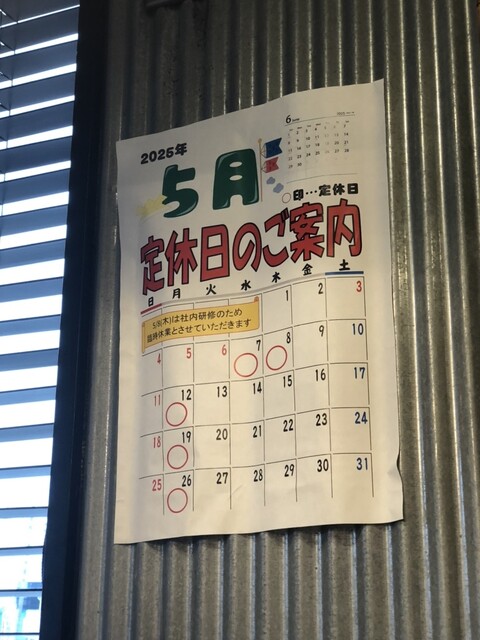 2025年
6
5月
○印…定休日
定休日のご案内
日 月 火 水 木 金 土
1 2 3
5/8(木)は社内研修のため
臨時休業とさせていただきます
4 5 6 7 8 9 10
11 12 13 14 15 16 17
18 19 20 21 22 23 24
25 26 27 28 29 30 31